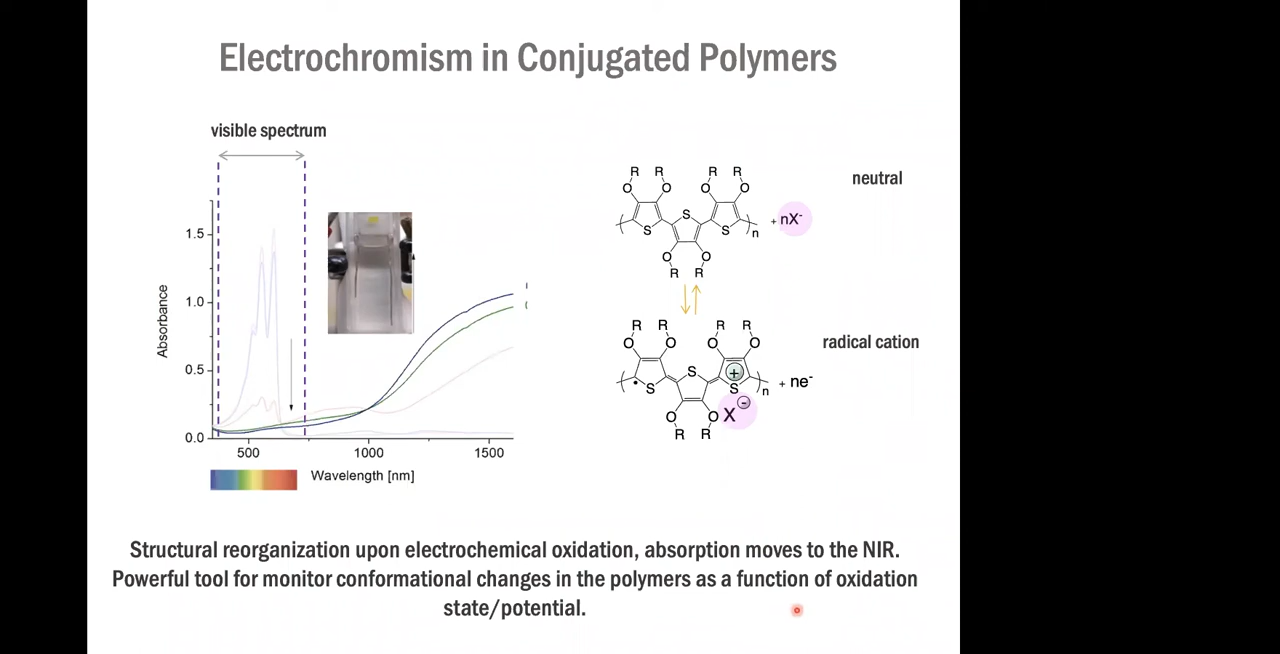 Electrochromism in Conjugated Polymers
visible spectrum
1.5
1.0
0.5
0.0
Absorbance
500
1000
1500
Wavelength [nm]
R R R R
O O O O
S S S
n
+ nX-
O O
R R
neutral
R R R R
O O O O
S S S
+
n
+ ne-
O O X -
R R
radical cation
Structural reorganization upon electrochemical oxidation, absorption moves to the NIR.
Powerful tool for monitor conformational changes in the polymers as a function of oxidation
state/potential.